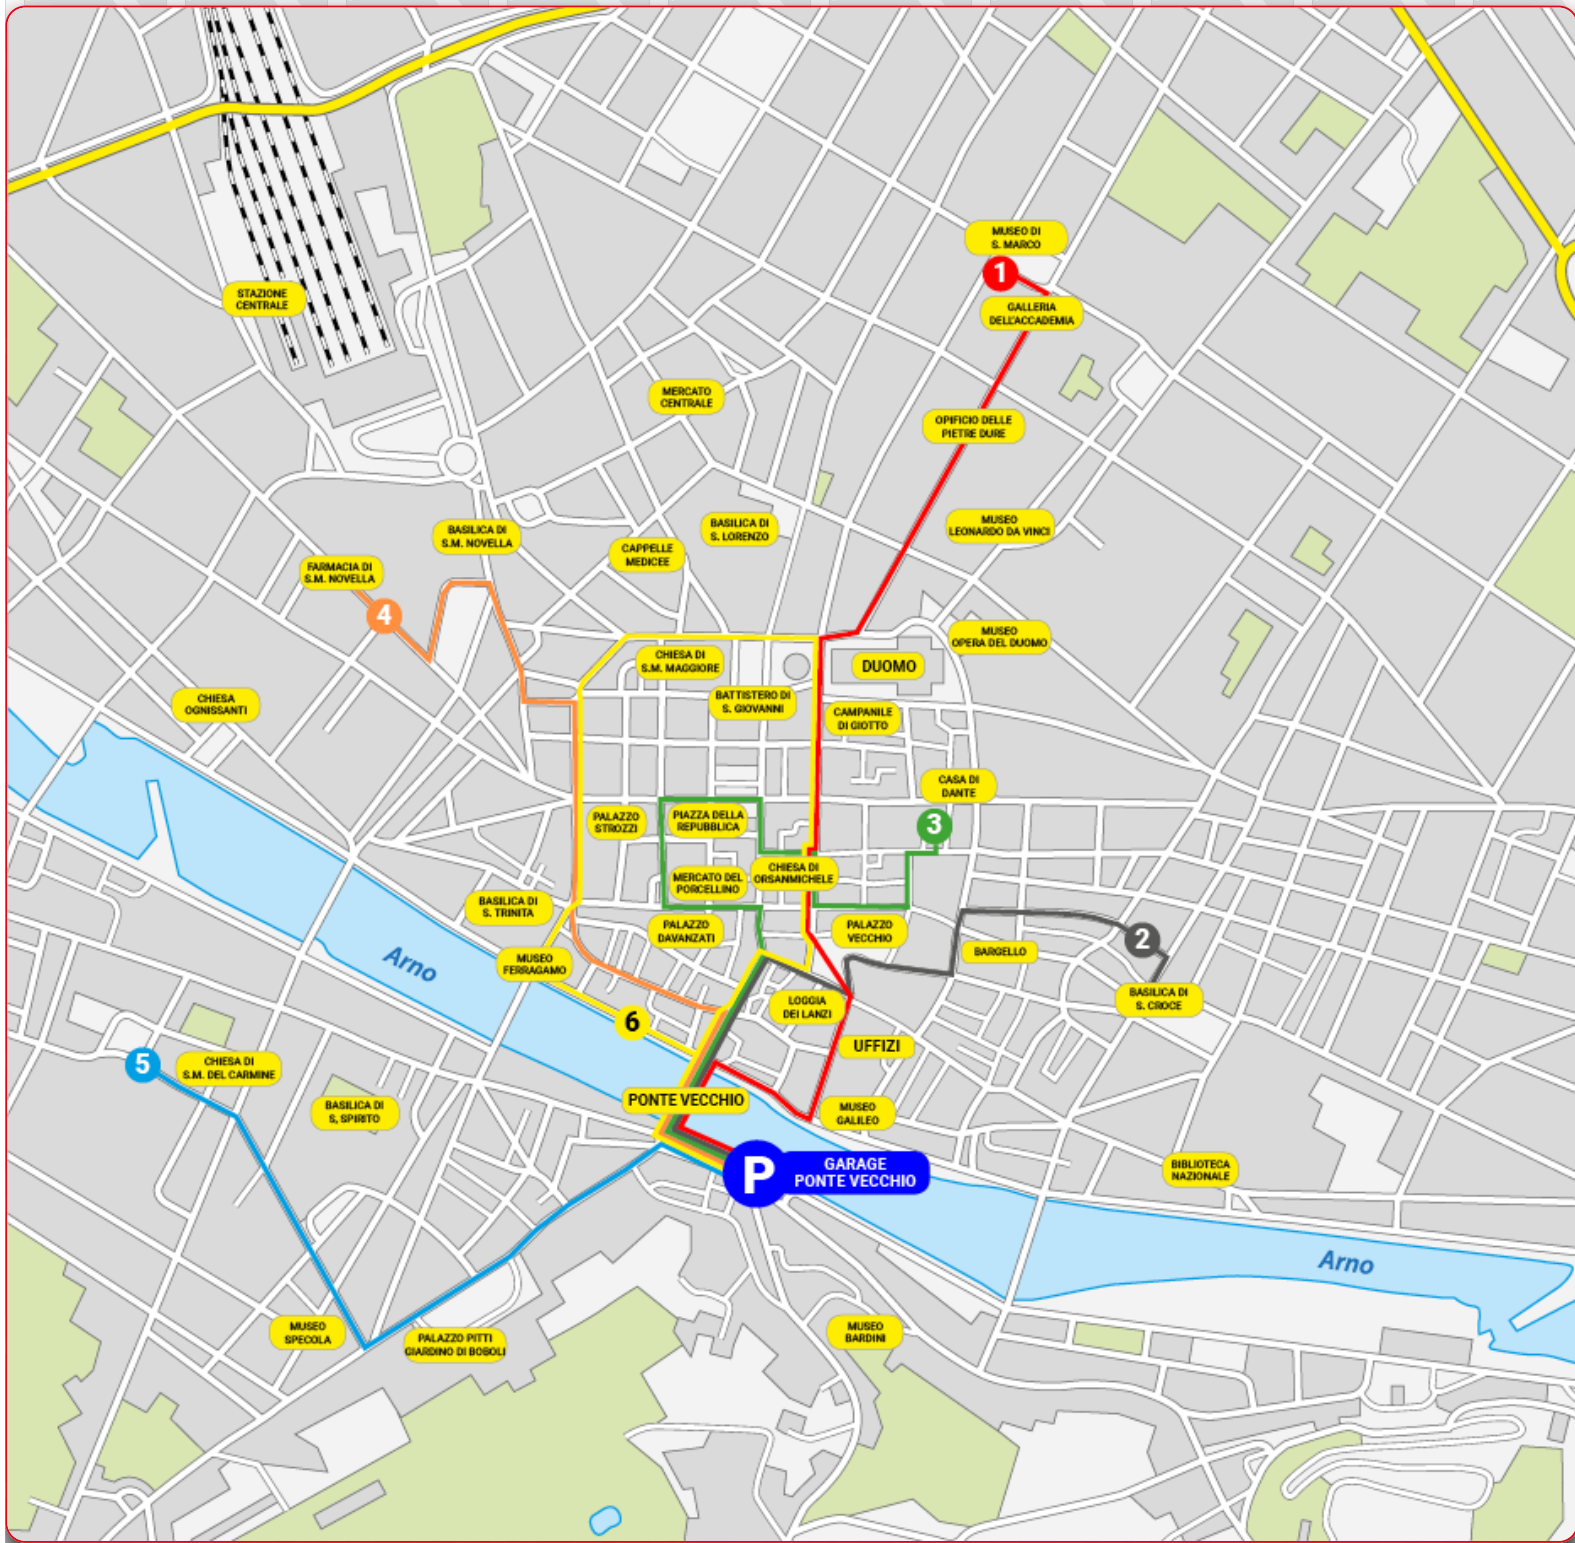 MUSEO DI
S. MARCO
1
GALLERIA
DELL'ACCADEMIA
STAZIONE
CENTRALE
MERCATO
CENTRALE
OPIFICIO DELLE
PIETRE DURE
BASILICA DI
S.M. NOVELLA
BASILICA DI
S. LORENZO
MUSEO
LEONARDO DA VINCI
CAPPELLE
MEDICEE
FARMACIA DI
S.M. NOVELLA
4
MUSEO
OPERA DEL DUOMO
CHIESA DI
S.M. MAGGIORE
DUOMO
CHIESA
OGNISSANTI
BATTISTERO DI
S. GIOVANNI
CAMPANILE
DI GIOTTO
CASA DI
DANTE
PALAZZO
STROZZI
PIAZZA DELLA
REPUBBLICA
3
CHIESA DI
ORSANMICHELE
MERCATO DEL
PORCELLINO
BASILICA DI
S. TRINITA
PALAZZO
DAVANZATI
PALAZZO
VECCHIO
2
BARGELLO
Arno
MUSEO
FERRAGAMO
BASILICA DI
S. CROCE
LOGGIA
DEI LANZI
6
UFFIZI
5
CHIESA DI
S.M. DEL CARMINE
BASILICA DI
S, SPIRITO
PONTE VECCHIO
MUSEO
GALILEO
P
GARAGE
PONTE VECCHIO
BIBLIOTECA
NAZIONALE
Arno
MUSEO
SPECOLA
PALAZZO PITTI
GIARDINO DI BOBOLI
MUSEO
BARDINI